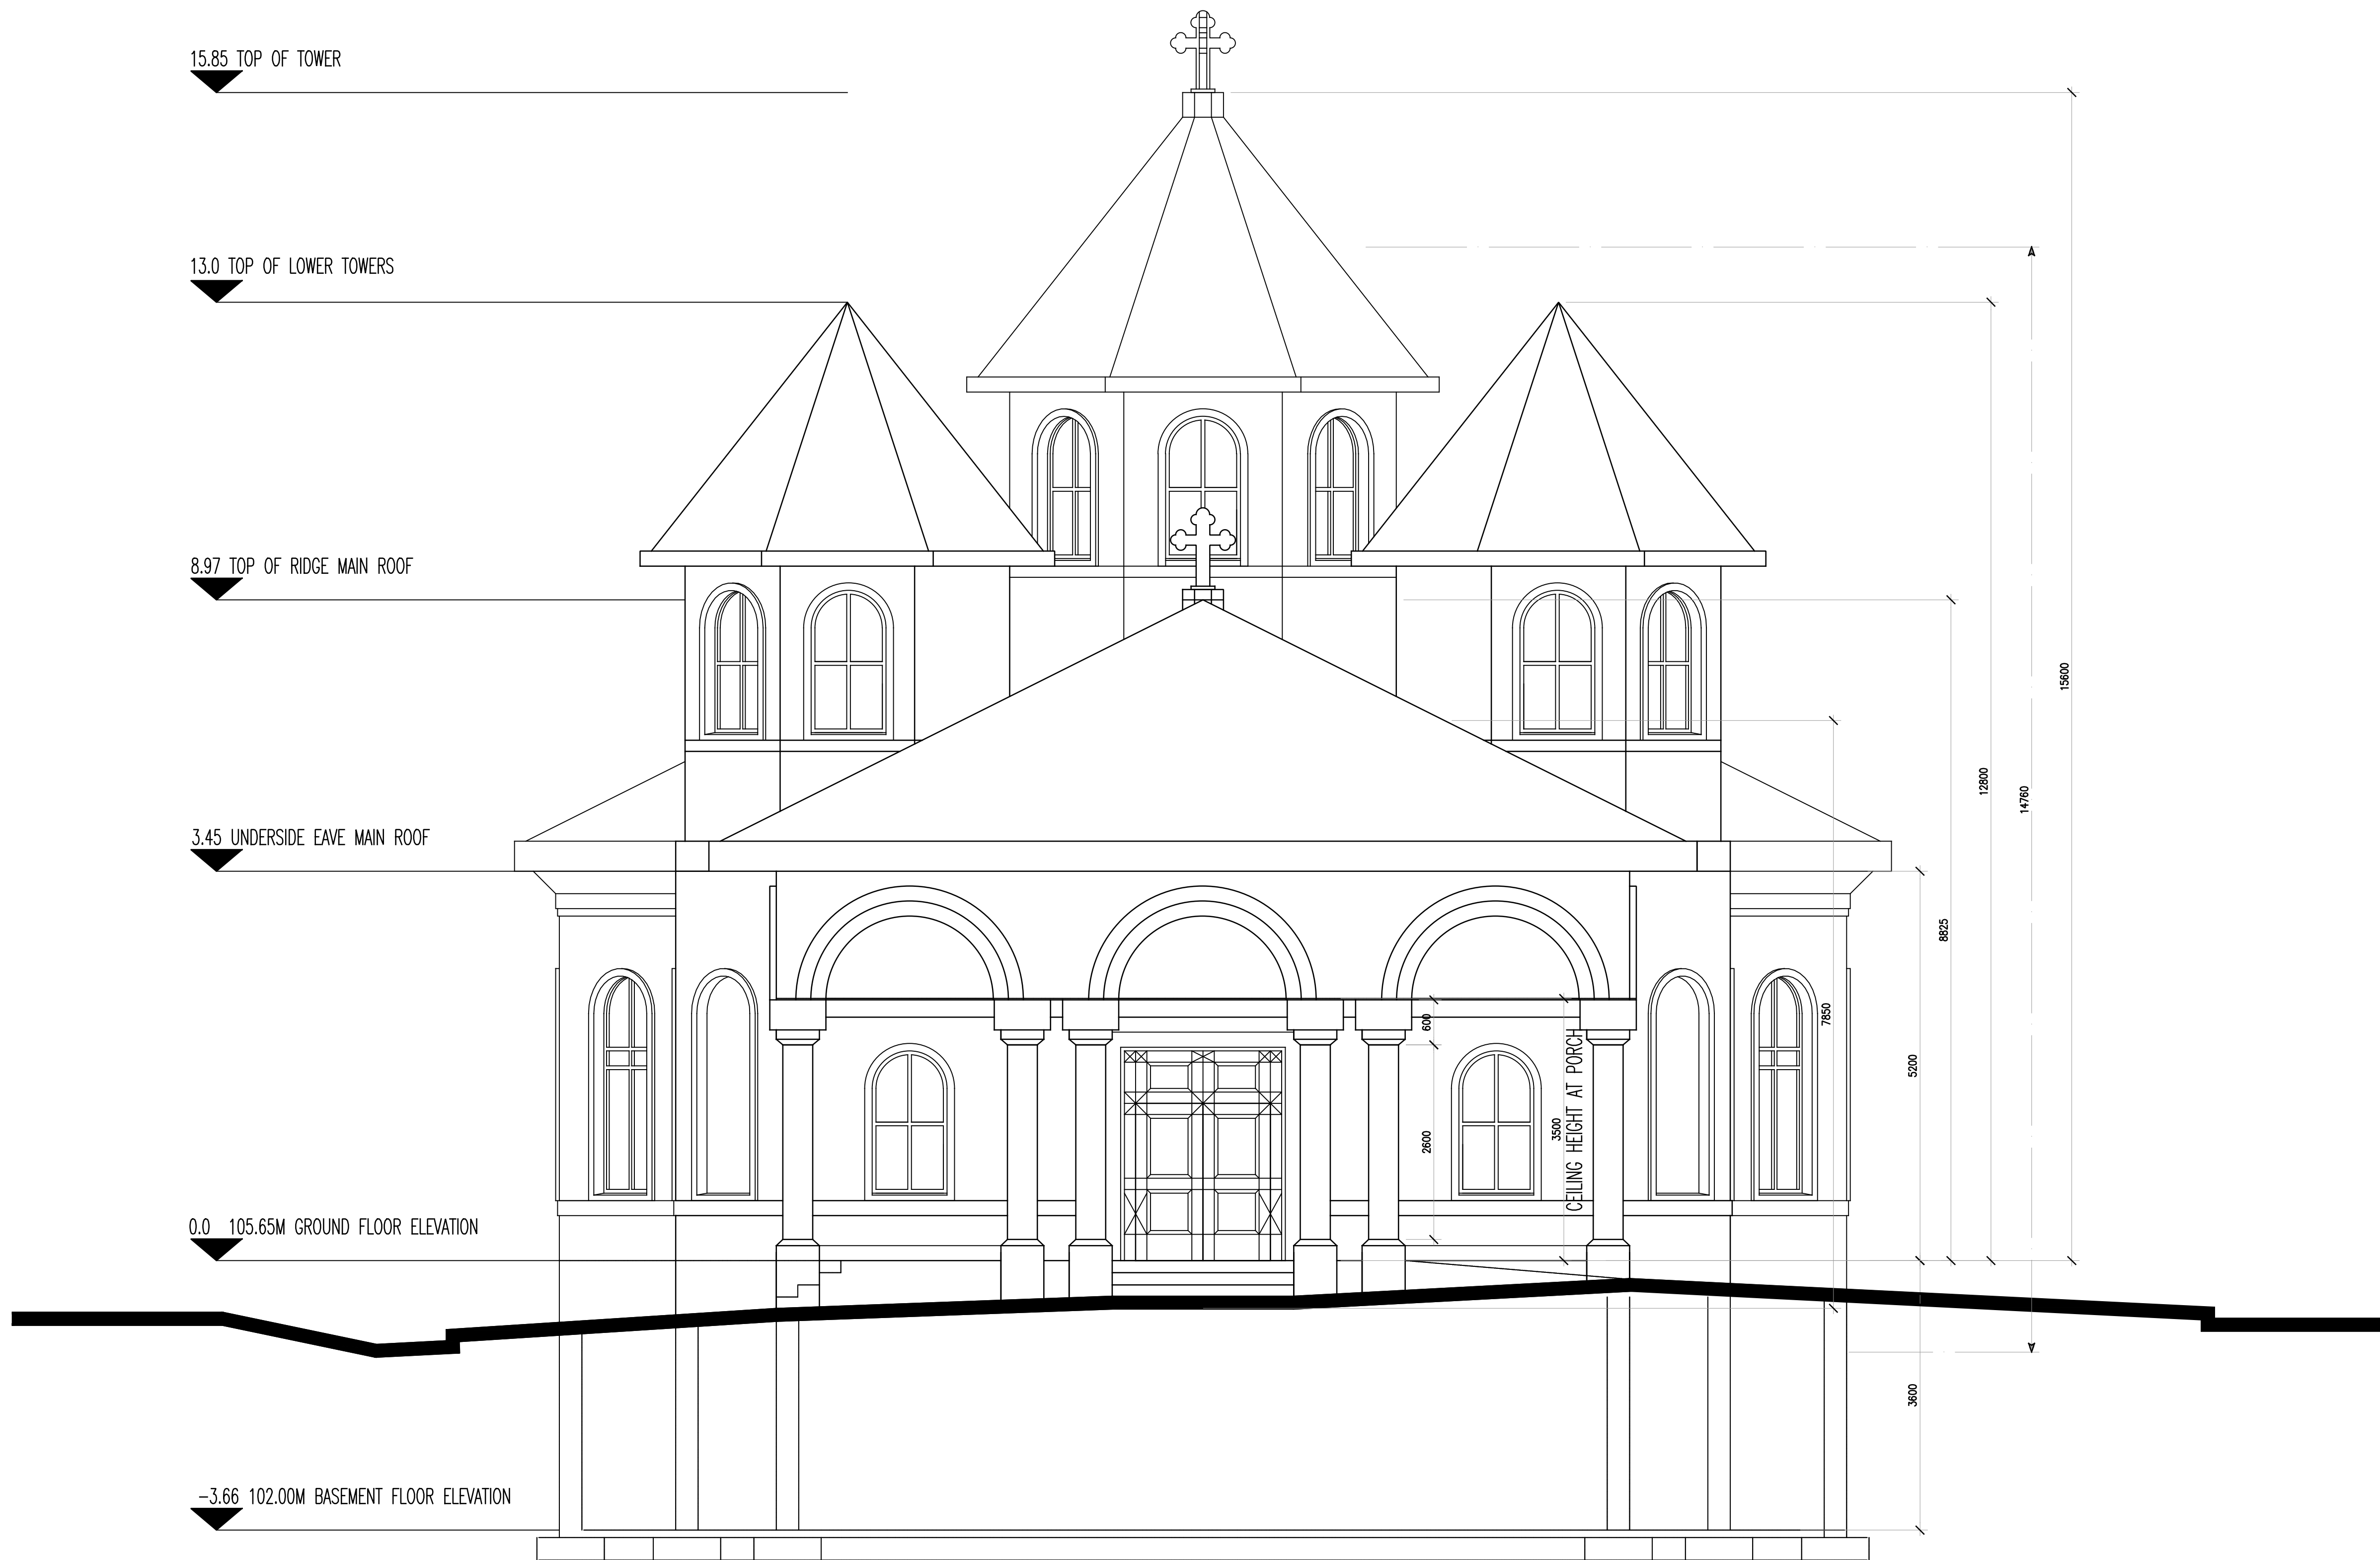 15.85 TOP OF TOWER
13.0 TOP OF LOWER TOWERS
8.97 TOP OF RIDGE MAIN ROOF
3.45 UNDERSIDE EAVE MAIN ROOF
0.0 105.65M GROUND FLOOR ELEVATION
-3.66 102.00M BASEMENT FLOOR ELEVATION
600
2600
3500
CEILING HEIGHT AT PORCH
7850
5200
3600
8825
12800
14760
15600